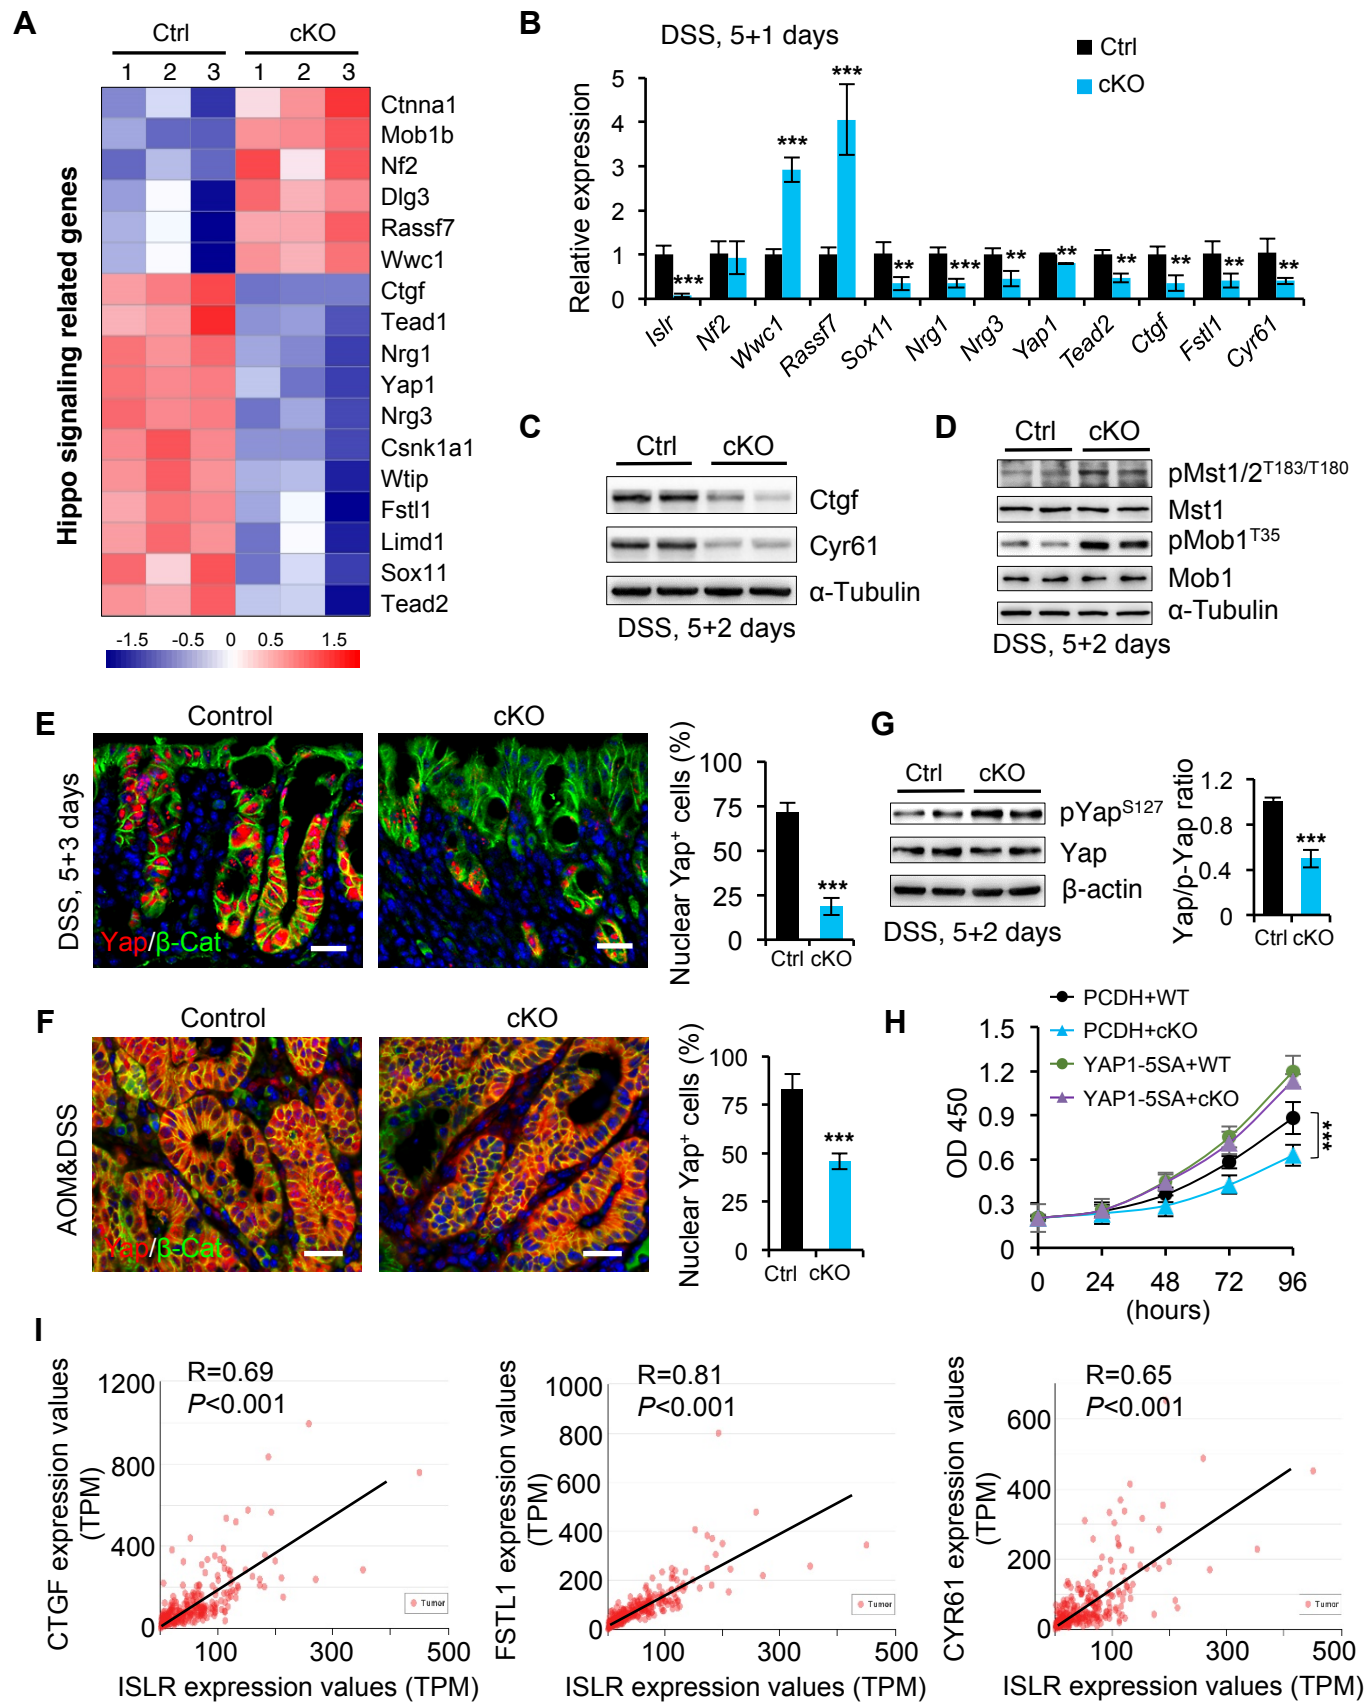 A
Ctrl cKO
1 2 3 1 2 3
Hippo signaling related genes
Ctnna1
Mob1b
Nf2
Dlg3
Rassf7
Wwc1
Ctgf
Tead1
Nrg1
Yap1
Nrg3
Csnk1a1
Wtip
Fstl1
Limd1
Sox11
Tead2
-1.5 -0.5 0 0.5 1.5
B
DSS, 5+1 days
Ctrl
cKO
Relative expression
5
4
3
2
1
0
*** *** *** ** *** ** ** ** ** ** **
Islr Nf2 Wwc1 Rassf7 Sox11 Nrg1 Nrg3 Yap1 Tead2 Ctgf Fstl1 Cyr61
C
Ctrl cKO
Ctgf
Cyr61
α-Tubulin
DSS, 5+2 days
D
Ctrl cKO
pMst1/2T183/T180
Mst1
pMob1T35
Mob1
α-Tubulin
DSS, 5+2 days
E
Control cKO
DSS, 5+3 days
Yap/β-Cat
Nuclear Yap+ cells (%)
100
75
50
25
0
***
Ctrl cKO
F
Control cKO
AOM&DSS
Yap/β-Cat
Nuclear Yap+ cells (%)
100
75
50
25
0
***
Ctrl cKO
G
Ctrl cKO
pYapS127
Yap
β-actin
DSS, 5+2 days
Yap/p-Yap ratio
1.2
0.8
0.4
0
***
Ctrl cKO
H
PCDH+WT
PCDH+cKO
YAP1-5SA+WT
YAP1-5SA+cKO
OD 450
1.5
1.2
0.9
0.6
0.3
0
***
0 24 48 72 96
(hours)
I
CTGF expression values
(TPM)
R=0.69
P<0.001
1200
800
400
0
Tumor
100 300 500
ISLR expression values (TPM)
FSTL1 expression values
(TPM)
R=0.81
P<0.001
1000
800
600
400
200
0
Tumor
100 300 500
ISLR expression values (TPM)
CYR61 expression values
(TPM)
R=0.65
P<0.001
600
400
200
0
Tumor
100 300 500
ISLR expression values (TPM)